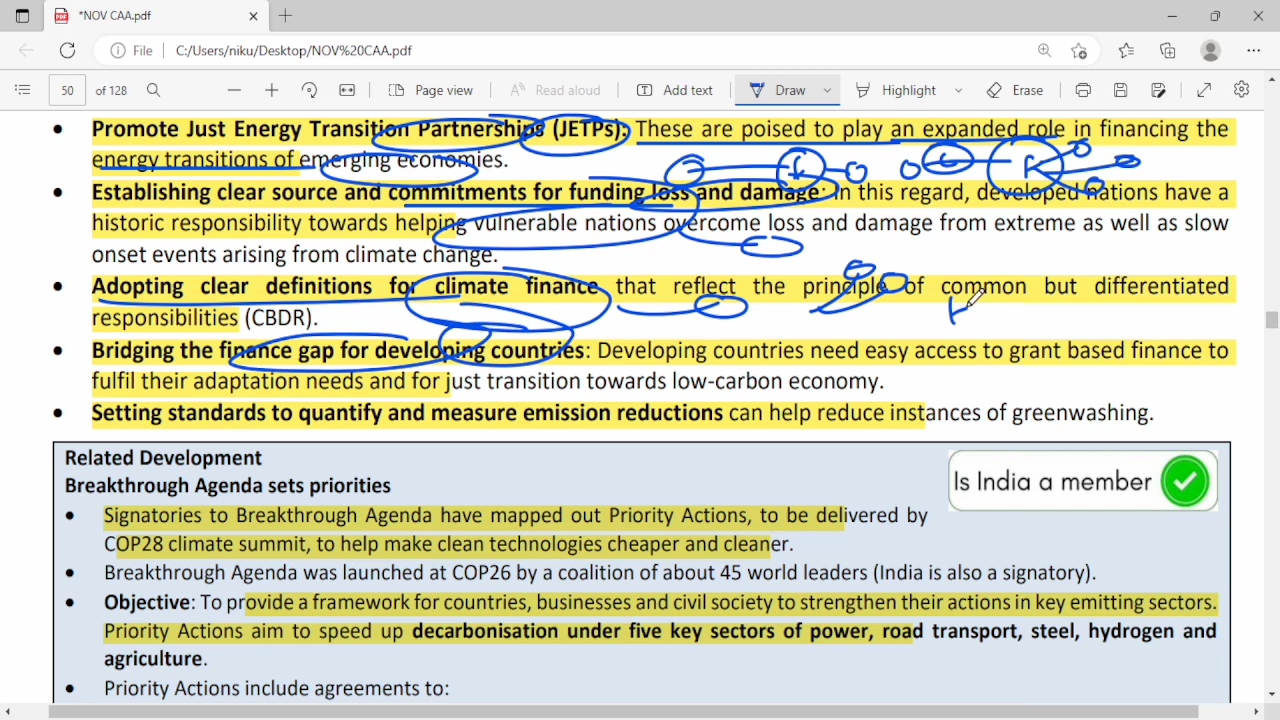 *NOV CAA.pdf
File C:/Users/niku/Desktop/NOV%20CAA.pdf
50 of 128 Page view Read aloud Add text Draw Highlight Erase
• Promote Just Energy Transition Partnerships (JETPs): These are poised to play an expanded role in financing the
energy transitions of emerging economies.
• Establishing clear source and commitments for funding loss and damage: In this regard, developed nations have a
historic responsibility towards helping vulnerable nations overcome loss and damage from extreme as well as slow
onset events arising from climate change.
• Adopting clear definitions for climate finance that reflect the principle of common but differentiated
responsibilities (CBDR).
• Bridging the finance gap for developing countries: Developing countries need easy access to grant based finance to
fulfil their adaptation needs and for just transition towards low-carbon economy.
• Setting standards to quantify and measure emission reductions can help reduce instances of greenwashing.
Related Development
Breakthrough Agenda sets priorities
Is India a member
• Signatories to Breakthrough Agenda have mapped out Priority Actions, to be delivered by
COP28 climate summit, to help make clean technologies cheaper and cleaner.
• Breakthrough Agenda was launched at COP26 by a coalition of about 45 world leaders (India is also a signatory).
• Objective: To provide a framework for countries, businesses and civil society to strengthen their actions in key emitting sectors.
Priority Actions aim to speed up decarbonisation under five key sectors of power, road transport, steel, hydrogen and
agriculture.
• Priority Actions include agreements to: